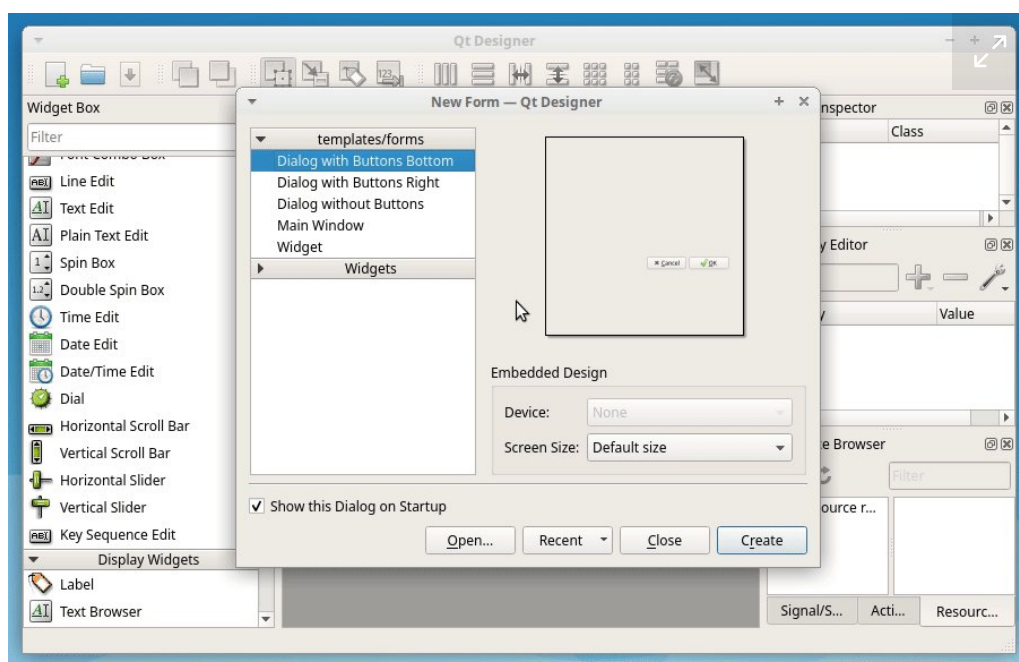 Qt Designer
Widget Box
Filter
Font Combo Box
Line Edit
Text Edit
Plain Text Edit
Spin Box
Double Spin Box
Time Edit
Date Edit
Date/Time Edit
Dial
Horizontal Scroll Bar
Vertical Scroll Bar
Horizontal Slider
Vertical Slider
Key Sequence Edit
Display Widgets
Label
Text Browser
New Form — Qt Designer
templates/forms
Dialog with Buttons Bottom
Dialog with Buttons Right
Dialog without Buttons
Main Window
Widget
Widgets
Cancel OK
Embedded Design
Device: None
Screen Size: Default size
Show this Dialog on Startup
Open... Recent Close Create
nspector
Class
y Editor
Value
e Browser
Filter
ource r...
Signal/S... Acti... Resourc...